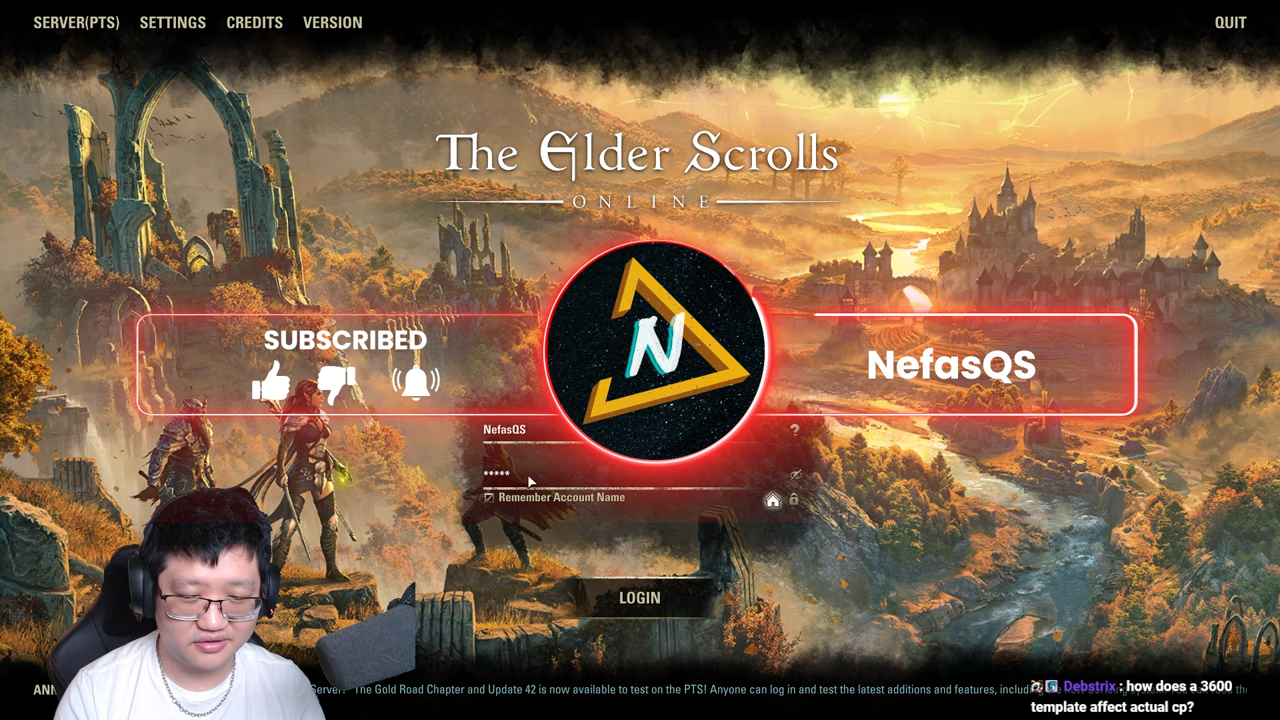 SERVER(PTS) SETTINGS CREDITS VERSION QUIT
The Elder Scrolls
ONLINE
SUBSCRIBED
N
NefasQS
NefasQS
?
*****
Remember Account Name
LOGIN
Server! The Gold Road Chapter and Update 42 is now available to test on the PTS! Anyone can log in and test the latest additions and features,
Debstrix : how does a 3600
template affect actual cp?